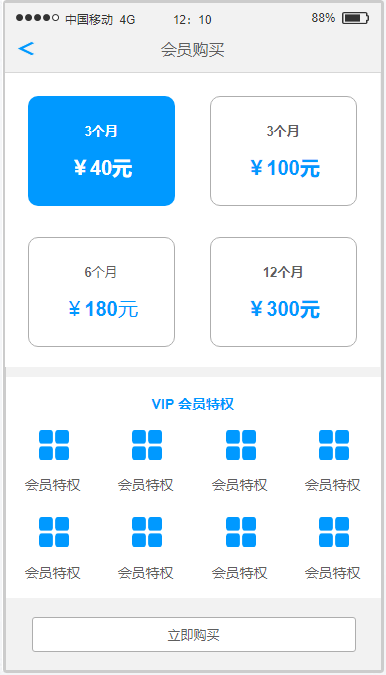 中国移动 4G 12：10 88%
< 会员购买
3个月 3个月
￥40元 ￥100元
6个月 12个月
￥180元 ￥300元
VIP 会员特权
会员特权 会员特权 会员特权 会员特权
会员特权 会员特权 会员特权 会员特权
立即购买